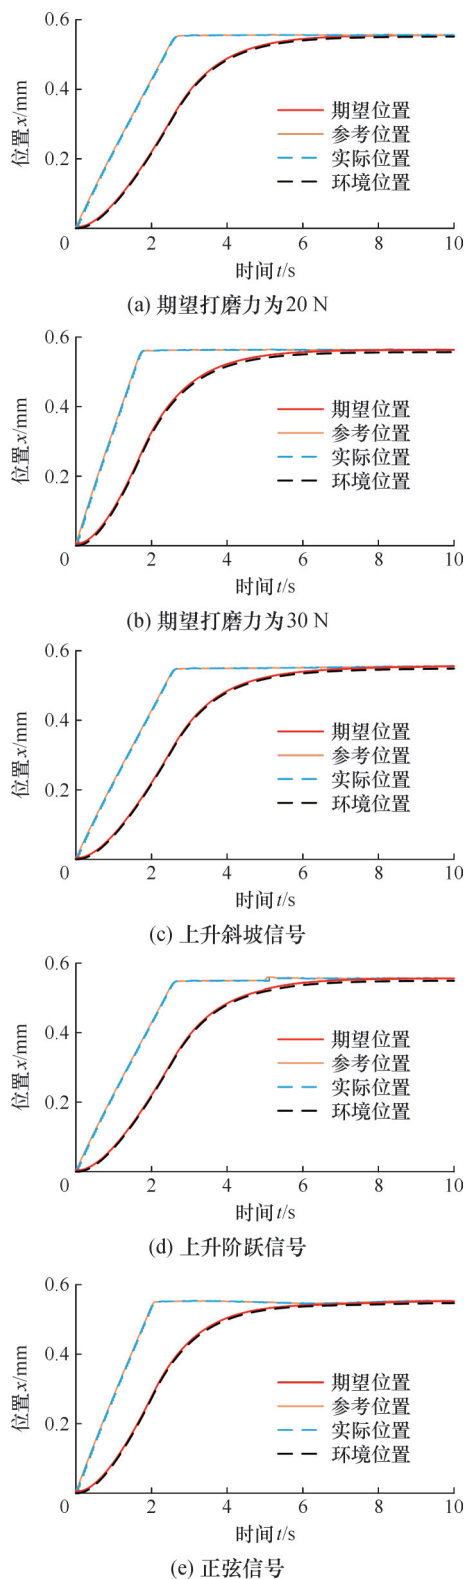 0.6
0.4
0.2
0
位置x/mm
期望位置
参考位置
实际位置
环境位置
2
4
6
8
10
时间t/s
(a) 期望打磨力为20 N
0.6
0.4
0.2
0
位置x/mm
期望位置
参考位置
实际位置
环境位置
2
4
6
8
10
时间t/s
(b) 期望打磨力为30 N
0.6
0.4
0.2
0
位置x/mm
期望位置
参考位置
实际位置
环境位置
2
4
6
8
10
时间t/s
(c) 上升斜坡信号
0.6
0.4
0.2
0
位置x/mm
期望位置
参考位置
实际位置
环境位置
2
4
6
8
10
时间t/s
(d) 上升阶跃信号
0.6
0.4
0.2
0
位置x/mm
期望位置
参考位置
实际位置
环境位置
2
4
6
8
10
时间t/s
(e) 正弦信号